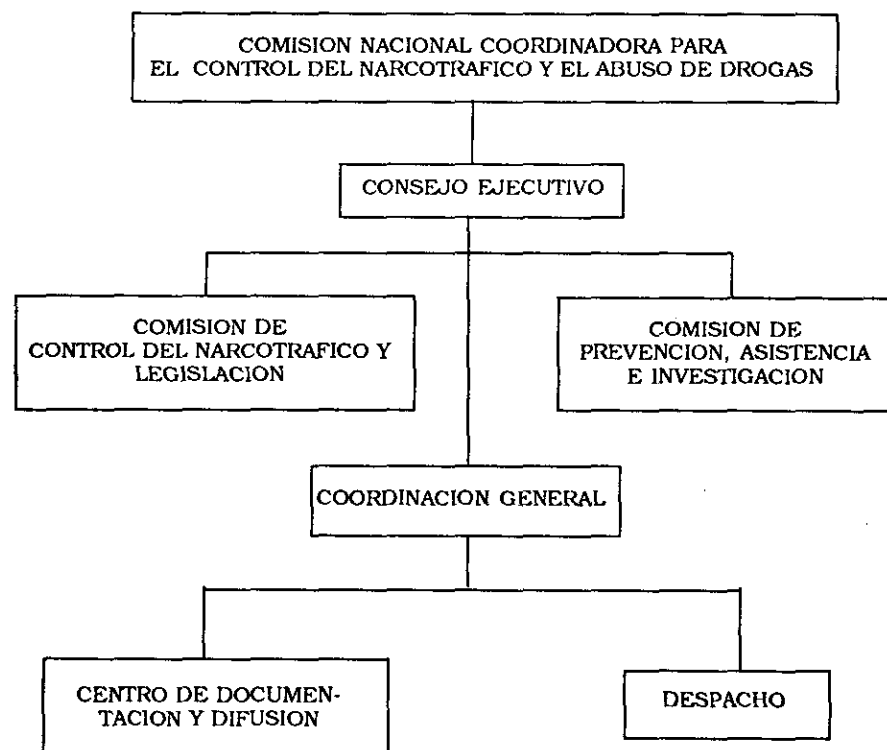 COMISION NACIONAL COORDINADORA PARA
EL CONTROL DEL NARCOTRAFICO Y EL ABUSO DE DROGAS
CONSEJO EJECUTIVO
COMISION DE
CONTROL DEL NARCOTRAFICO Y
LEGISLACION
COMISION DE
PREVENCION, ASISTENCIA
E INVESTIGACION
COORDINACION GENERAL
CENTRO DE DOCUMEN-
TACION Y DIFUSION
DESPACHO